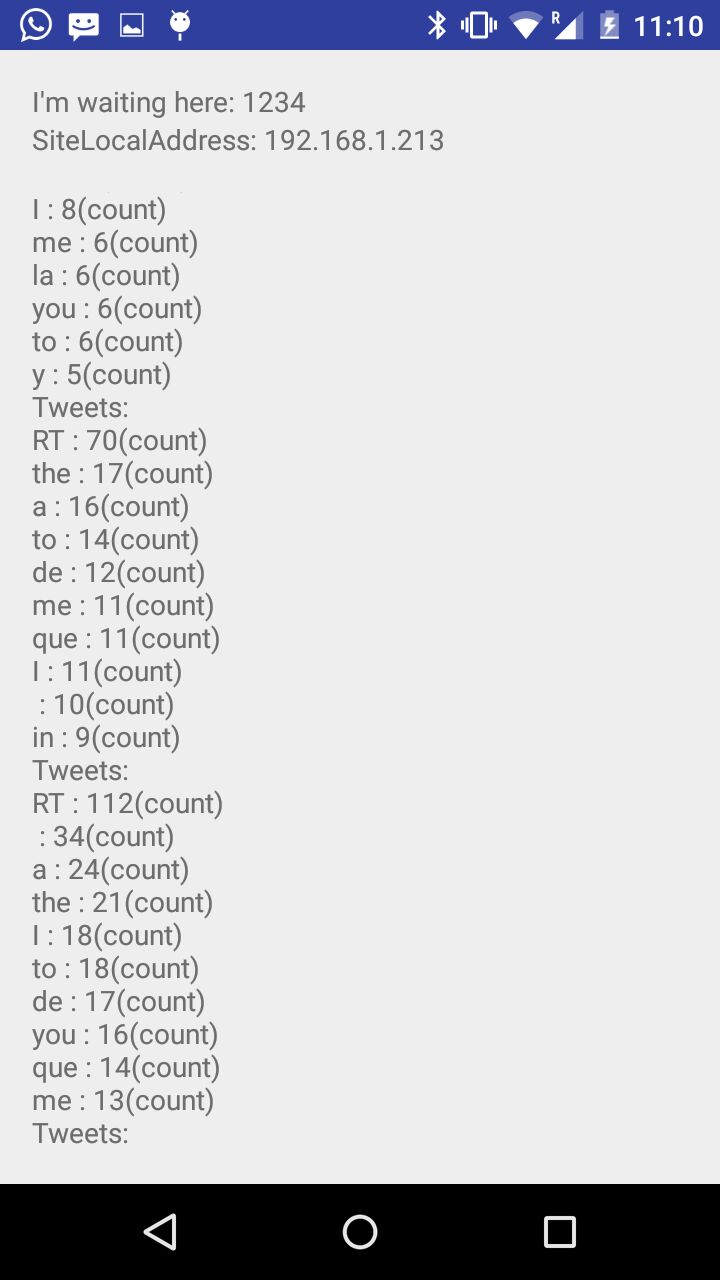 R
11:10
I'm waiting here: 1234
SiteLocalAddress: 192.168.1.213
I : 8(count)
me : 6(count)
la : 6(count)
you : 6(count)
to : 6(count)
y : 5(count)
Tweets:
RT : 70(count)
the : 17(count)
a : 16(count)
to : 14(count)
de : 12(count)
me : 11(count)
que : 11(count)
I : 11(count)
: 10(count)
in : 9(count)
Tweets:
RT : 112(count)
: 34(count)
a : 24(count)
the : 21(count)
I : 18(count)
to : 18(count)
de : 17(count)
you : 16(count)
que : 14(count)
me : 13(count)
Tweets: